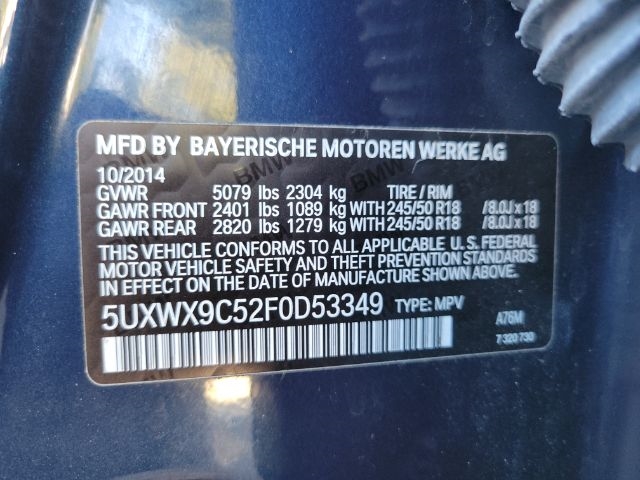 MFD BY BAYERISCHE MOTOREN WERKE AG
10/2014
GVWR 5079 lbs 2304 kg TIRE / RIM
GAWR FRONT 2401 lbs 1089 kg WITH 245/50 R18 /8.0J x 18
GAWR REAR 2820 lbs 1279 kg WITH 245/50 R18 /8.0J x 18
THIS VEHICLE CONFORMS TO ALL APPLICABLE U.S. FEDERAL
MOTOR VEHICLE SAFETY AND THEFT PREVENTION STANDARDS
IN EFFECT ON THE DATE OF MANUFACTURE SHOWN ABOVE.
5UXWX9C52F0D53349 TYPE: MPV A76M
7 320 730